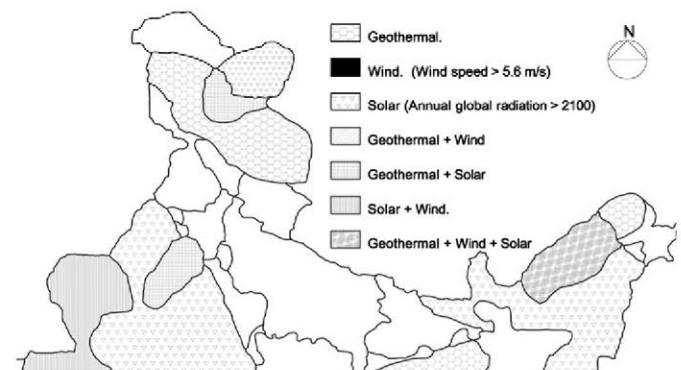 Geothermal.
N
Wind. (Wind speed > 5.6 m/s)
Solar (Annual global radiation > 2100)
Geothermal + Wind
Geothermal + Solar
Solar + Wind.
Geothermal + Wind + Solar